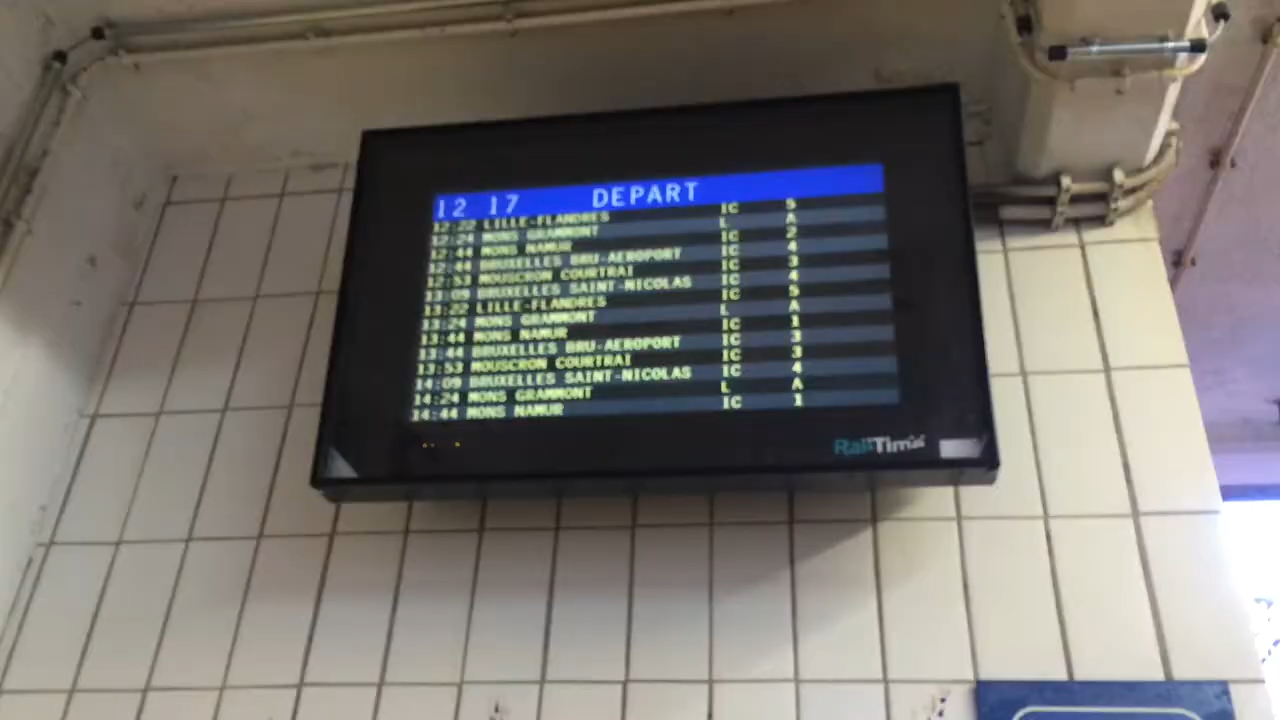 12 17 DEPART
12:22 LILLE-FLANDRES IC 5
12:24 MONS GRAMMONT L A
12:44 MONS NAMUR IC 2
12:44 BRUXELLES BRU-AEROPORT IC 4
12:53 MOUSCRON COURTRAI IC 3
13:09 BRUXELLES SAINT-NICOLAS IC 4
13:22 LILLE-FLANDRES IC 5
13:24 MONS GRAMMONT L A
13:44 MONS NAMUR IC 1
13:44 BRUXELLES BRU-AEROPORT IC 3
13:53 MOUSCRON COURTRAI IC 3
14:09 BRUXELLES SAINT-NICOLAS IC 4
14:24 MONS GRAMMONT L A
14:44 MONS NAMUR IC 1
RailTime